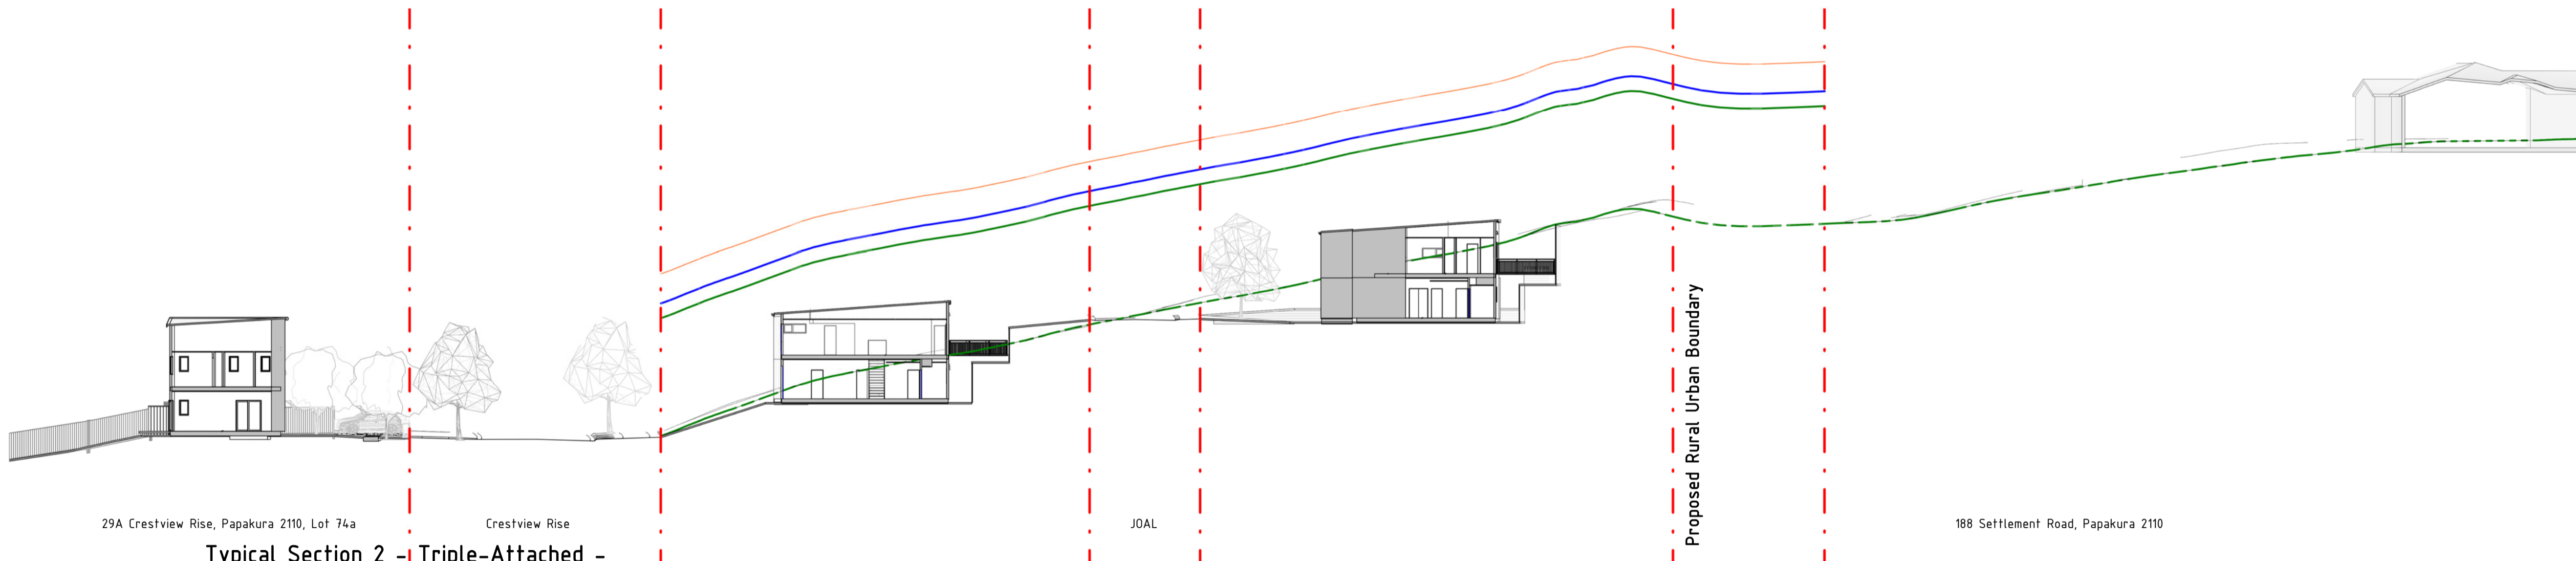 Proposed Rural Urban Boundary
29A Crestview Rise, Papakura 2110, Lot 74a
Crestview Rise
JOAL
188 Settlement Road, Papakura 2110
Typical Section 2 - Triple-Attached -